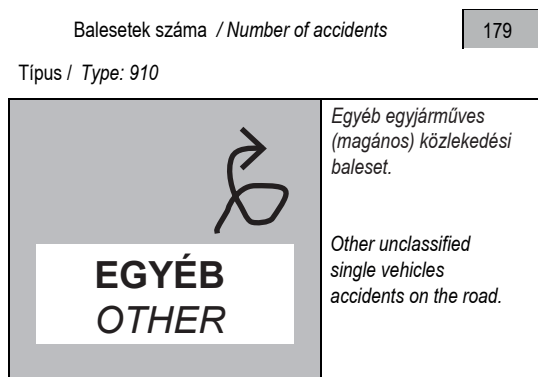 Balesetek száma / Number of accidents 179
Típus / Type: 910
Egyéb egyjárműves
(magános) közlekedési
baleset.
Other unclassified
single vehicles
accidents on the road.
EGYÉB
OTHER